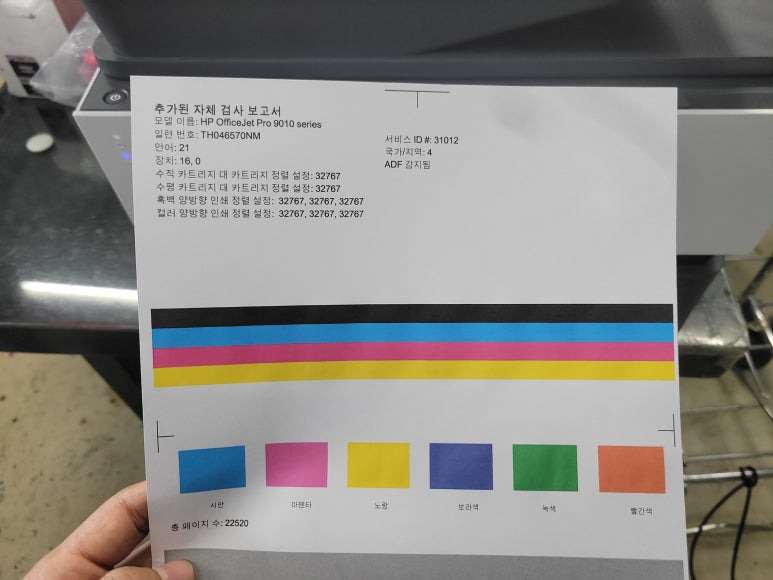 추가된 자체 검사 보고서
모델 이름: HP OfficeJet Pro 9010 series
일련 번호: TH046570NM
언어: 21
장치: 16, 0
수직 카트리지 대 카트리지 정렬 설정: 32767
수평 카트리지 대 카트리지 정렬 설정: 32767
흑백 양방향 인쇄 정렬 설정: 32767, 32767, 32767
컬러 양방향 인쇄 정렬 설정: 32767, 32767, 32767
서비스 ID #: 31012
국가/지역: 4
ADF 감지됨
시안
마젠타
노랑
보라색
녹색
빨간색
총 페이지 수: 22520